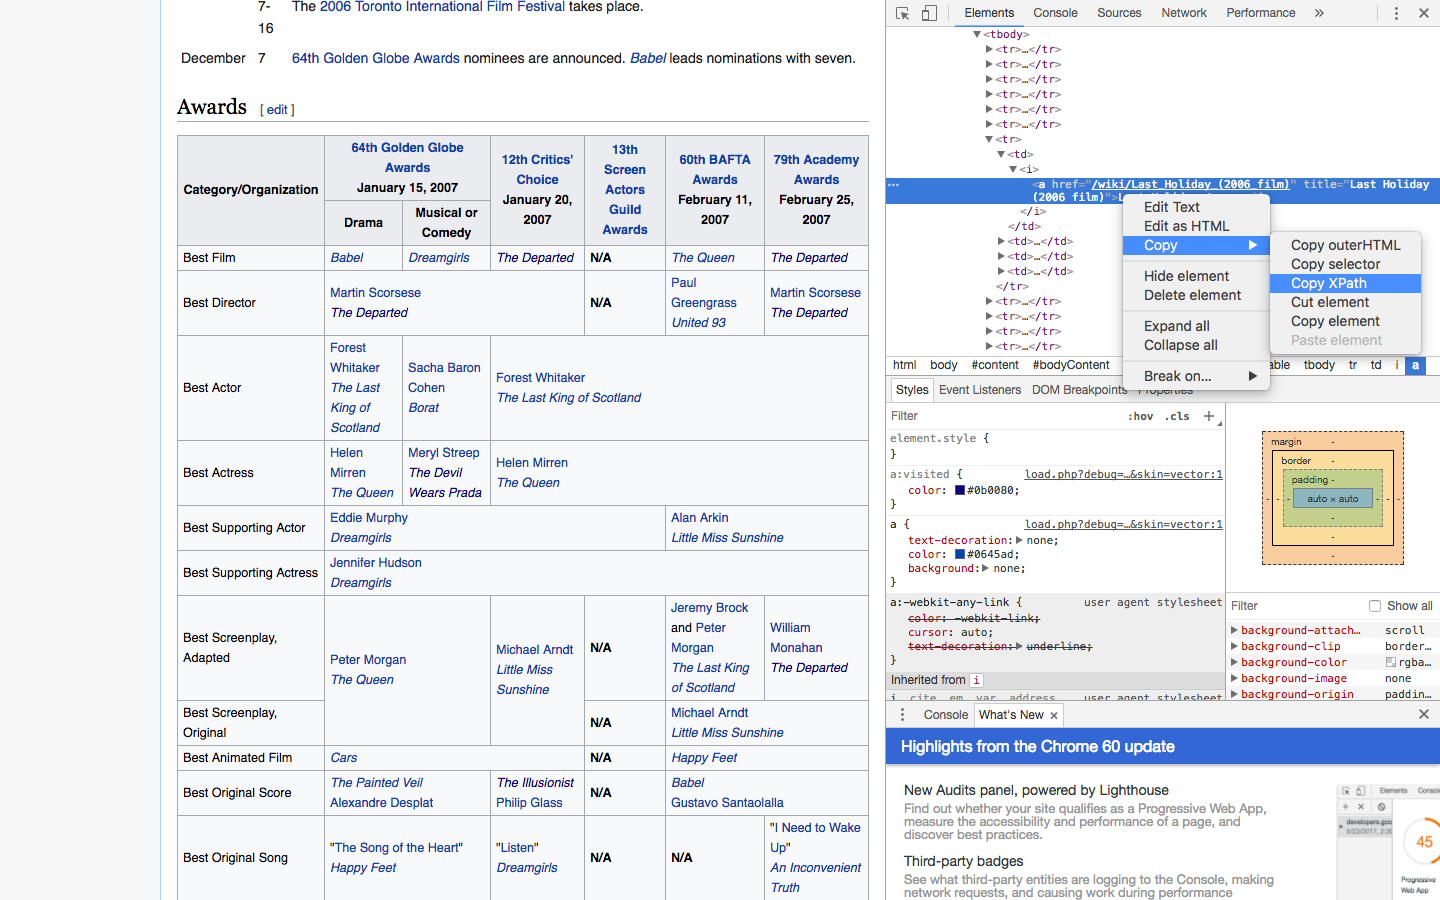 7-
16
The 2006 Toronto International Film Festival takes place.
December 7 64th Golden Globe Awards nominees are announced. Babel leads nominations with seven.
Awards [ edit ]
Category/Organization
64th Golden Globe
Awards
January 15, 2007
Drama
Musical or
Comedy
12th Critics'
Choice
January 20,
2007
13th
Screen
Actors
Guild
Awards
60th BAFTA
Awards
February 11,
2007
79th Academy
Awards
February 25,
2007
Best Film
Babel
Dreamgirls
The Departed
N/A
The Queen
The Departed
Best Director
Martin Scorsese
The Departed
N/A
Paul
Greengrass
United 93
Martin Scorsese
The Departed
Best Actor
Forest
Whitaker
The Last
King of
Scotland
Sacha Baron
Cohen
Borat
Forest Whitaker
The Last King of Scotland
Best Actress
Helen
Mirren
The Queen
Meryl Streep
The Devil
Wears Prada
Helen Mirren
The Queen
Best Supporting Actor
Eddie Murphy
Dreamgirls
Alan Arkin
Little Miss Sunshine
Best Supporting Actress
Jennifer Hudson
Dreamgirls
Best Screenplay,
Adapted
Peter Morgan
The Queen
Michael Arndt
Little Miss
Sunshine
N/A
Jeremy Brock
and Peter
Morgan
The Last King
of Scotland
William
Monahan
The Departed
Best Screenplay,
Original
N/A
Michael Arndt
Little Miss Sunshine
Best Animated Film
Cars
N/A
Happy Feet
Best Original Score
The Painted Veil
Alexandre Desplat
The Illusionist
Philip Glass
N/A
Babel
Gustavo Santaolalla
Best Original Song
"The Song of the Heart"
Happy Feet
"Listen"
Dreamgirls
N/A
N/A
"I Need to Wake
Up"
An Inconvenient
Truth
Elements Console Sources Network Performance »
<tbody>
<tr>…</tr>
<tr>…</tr>
<tr>…</tr>
<tr>…</tr>
<tr>…</tr>
<tr>…</tr>
<tr>
<td>
<i>
<a href="/wiki/Last_Holiday_(2006_film)" title="Last Holiday
(2006 film)">L
</i>
</td>
<td>…</td>
<td>…</td>
<td>…</td>
</tr>
<tr>…</tr>
<tr>…</tr>
<tr>…</tr>
<tr>…</tr>
Edit Text
Edit as HTML
Copy
Hide element
Delete element
Expand all
Collapse all
Break on...
Copy outerHTML
Copy selector
Copy XPath
Cut element
Copy element
Paste element
html body #content #bodyContent able tbody tr td i a
Styles Event Listeners DOM Breakpoints Properties
Filter :hov .cls +
element.style {
}
a:visited { load.php?debug=…&skin=vector:1
color: #0b0080;
}
a { load.php?debug=…&skin=vector:1
text-decoration: none;
color: #0645ad;
background: none;
}
a:-webkit-any-link { user agent stylesheet
color: -webkit-link;
cursor: auto;
text-decoration: underline;
}
Inherited from i
i, cite, em, var, address, user agent stylesheet
margin -
border -
padding -
- - - auto × auto - - -
-
-
-
Filter Show all
background-attach… scroll
background-clip border…
background-color rgba…
background-image none
background-origin paddin…
Console What's New ×
Highlights from the Chrome 60 update
New Audits panel, powered by Lighthouse
Find out whether your site qualifies as a Progressive Web App,
measure the accessibility and performance of a page, and
discover best practices.
Third-party badges
See what third-party entities are logging to the Console, making
network requests, and causing work during performance
Elements Consol
developers.goo
5/23/2017, 2:39
45
Progressive
Web App